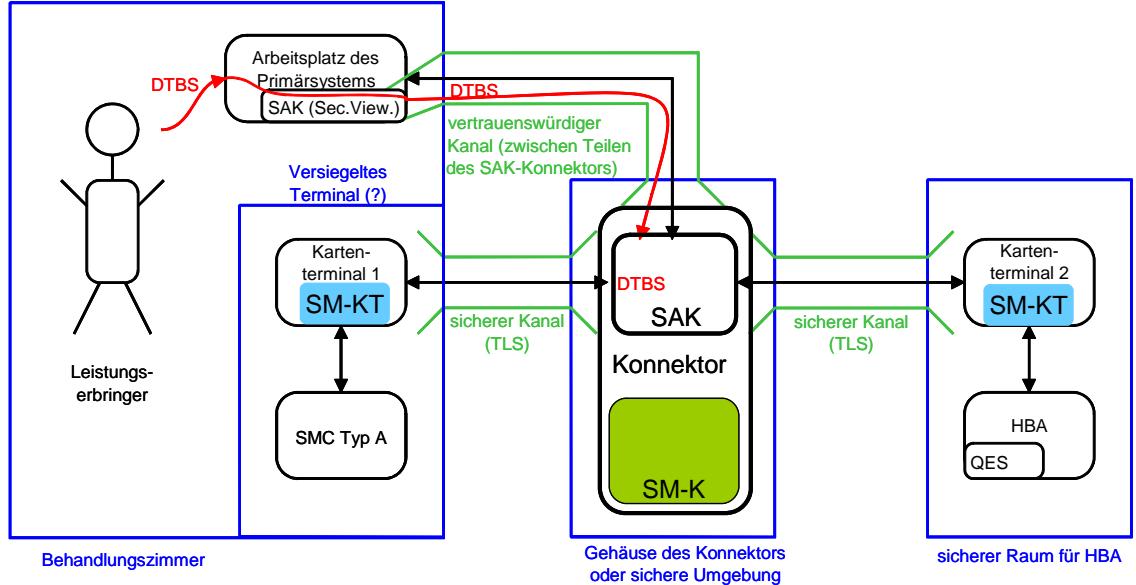 Arbeitsplatz des
Primärsystems
SAK (Sec.View.)
DTBS
DTBS
vertrauenswürdiger
Kanal (zwischen Teilen
des SAK-Konnektors)
Versiegeltes
Terminal (?)
Karten-
terminal 1
SM-KT
SMC Typ A
Leistungs-
erbringer
sicherer Kanal
(TLS)
DTBS
SAK
Konnektor
SM-K
sicherer Kanal
(TLS)
Karten-
terminal 2
SM-KT
HBA
QES
Behandlungszimmer
Gehäuse des Konnektors
oder sichere Umgebung
sicherer Raum für HBA